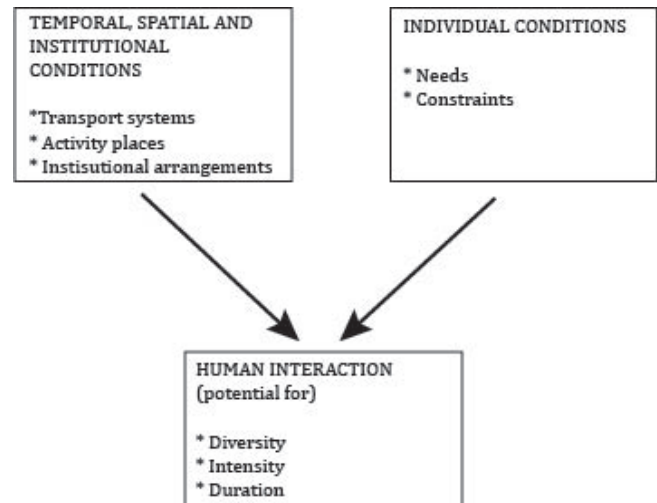 TEMPORAL, SPATIAL AND
INSTITUTIONAL
CONDITIONS
*Transport systems
* Activity places
* Instisutional arrangements
INDIVIDUAL CONDITIONS
* Needs
* Constraints
HUMAN INTERACTION
(potential for)
* Diversity
* Intensity
* Duration